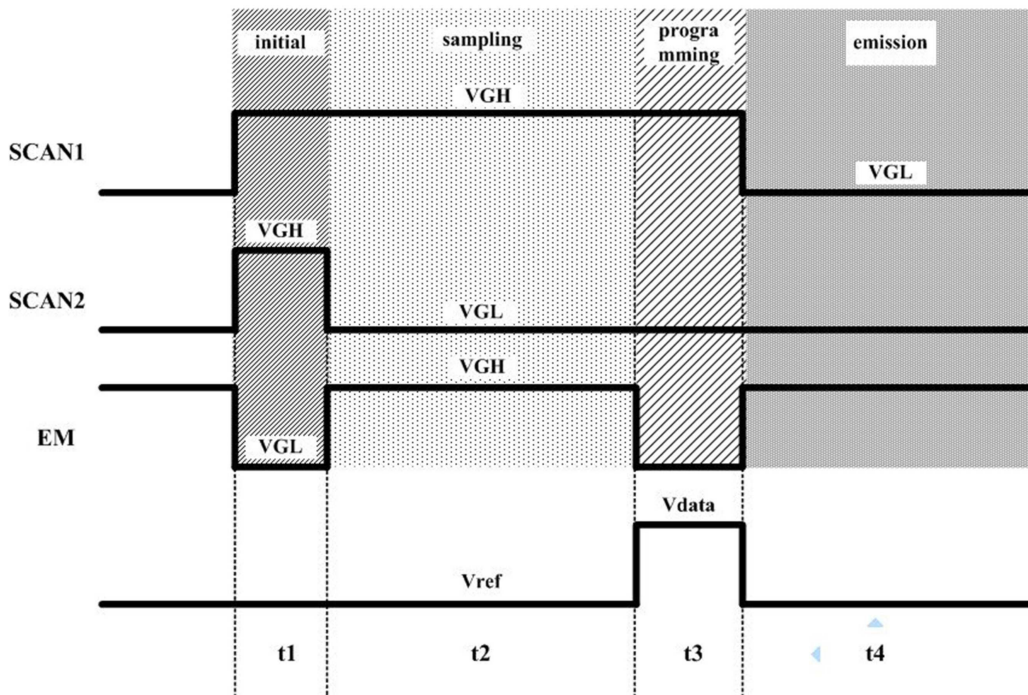 initial
sampling
progra
mming
emission
VGH
SCAN1
VGL
VGH
SCAN2
VGL
VGH
EM
VGL
Vdata
Vref
t1
t2
t3
t4